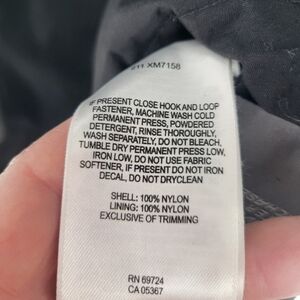 XM7158
IF PRESENT CLOSE HOOK AND LOOP
FASTENER, MACHINE WASH COLD
PERMANENT PRESS, POWDERED
DETERGENT, RINSE THOROUGHLY,
WASH SEPARATELY, DO NOT BLEACH,
TUMBLE DRY PERMANENT PRESS LOW,
IRON LOW, DO NOT USE FABRIC
SOFTENER, IF PRESENT DO NOT IRON
DECAL, DO NOT DRYCLEAN
SHELL: 100% NYLON
LINING: 100% NYLON
EXCLUSIVE OF TRIMMING
RN 69724
CA 05367